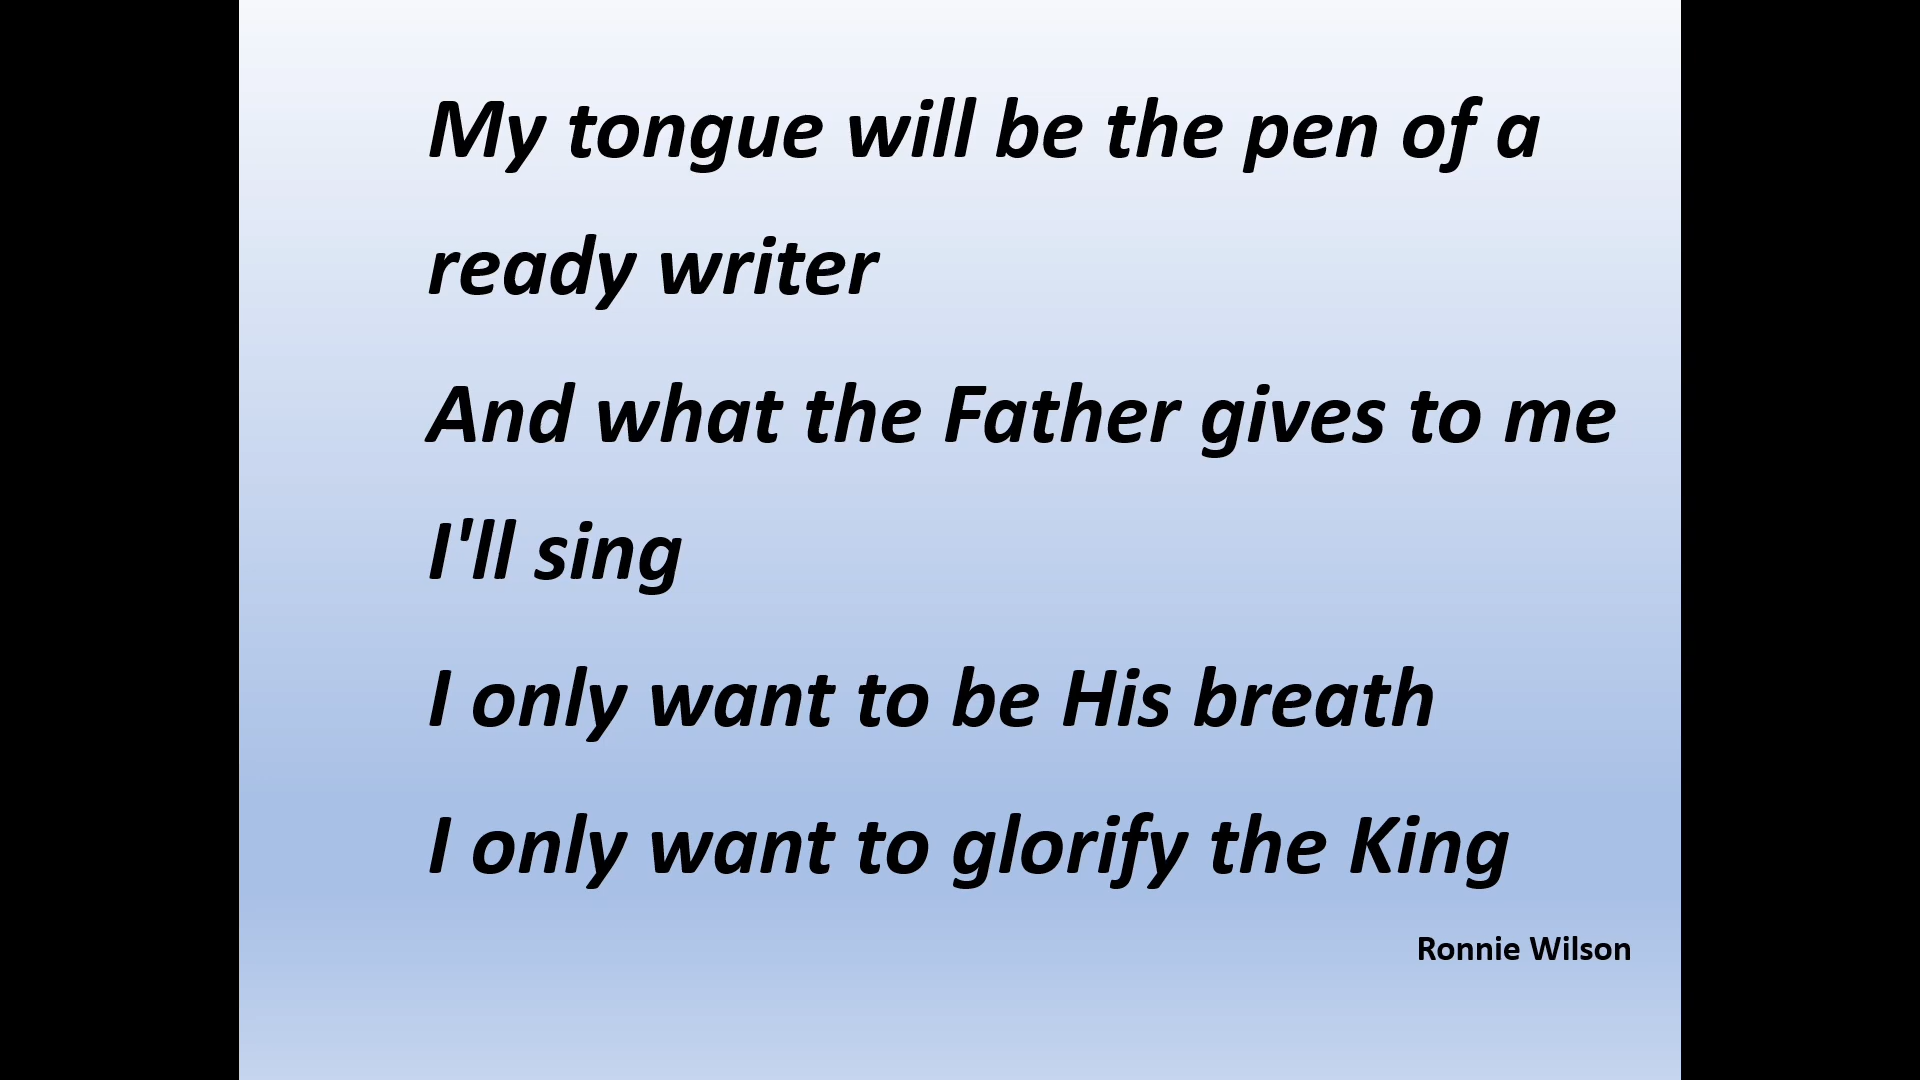 My tongue will be the pen of a
ready writer
And what the Father gives to me
I'll sing
I only want to be His breath
I only want to glorify the King
Ronnie Wilson